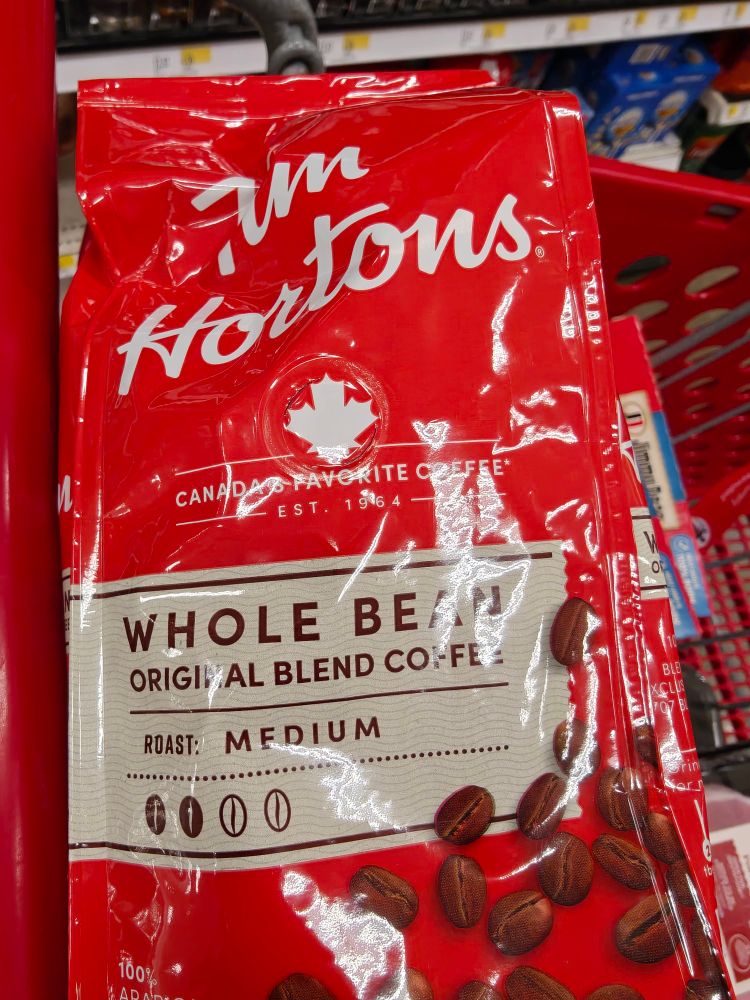 Tim
Hortons®
CANADA'S FAVORITE COFFEE*
EST. 1964
WHOLE BEAN
ORIGINAL BLEND COFFEE
ROAST: MEDIUM
100%